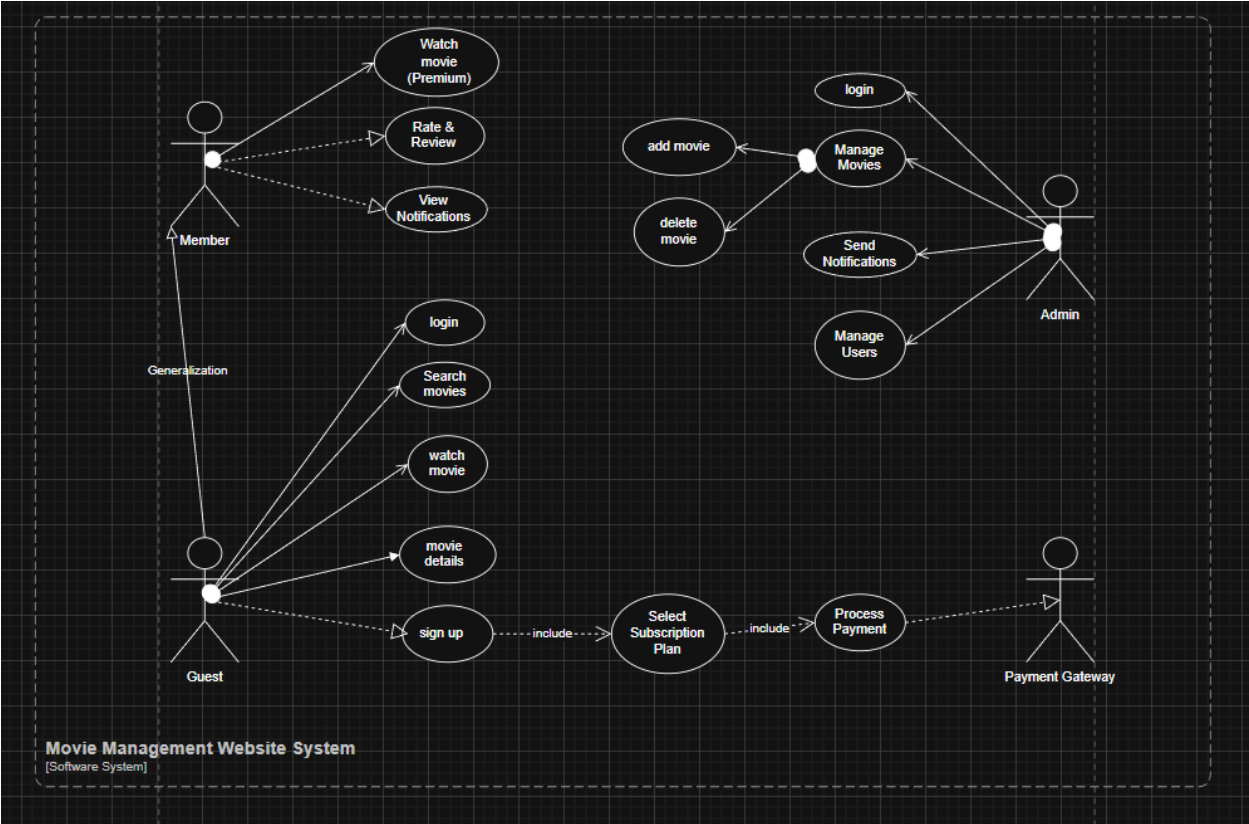 Watch
movie
(Premium)
Rate &
Review
View
Notifications
Member
login
add movie
Manage
Movies
delete
movie
Send
Notifications
Admin
Manage
Users
login
Generalization
Search
movies
watch
movie
movie
details
sign up
include
Select
Subscription
Plan
include
Process
Payment
Guest
Payment Gateway
Movie Management Website System
[Software System]